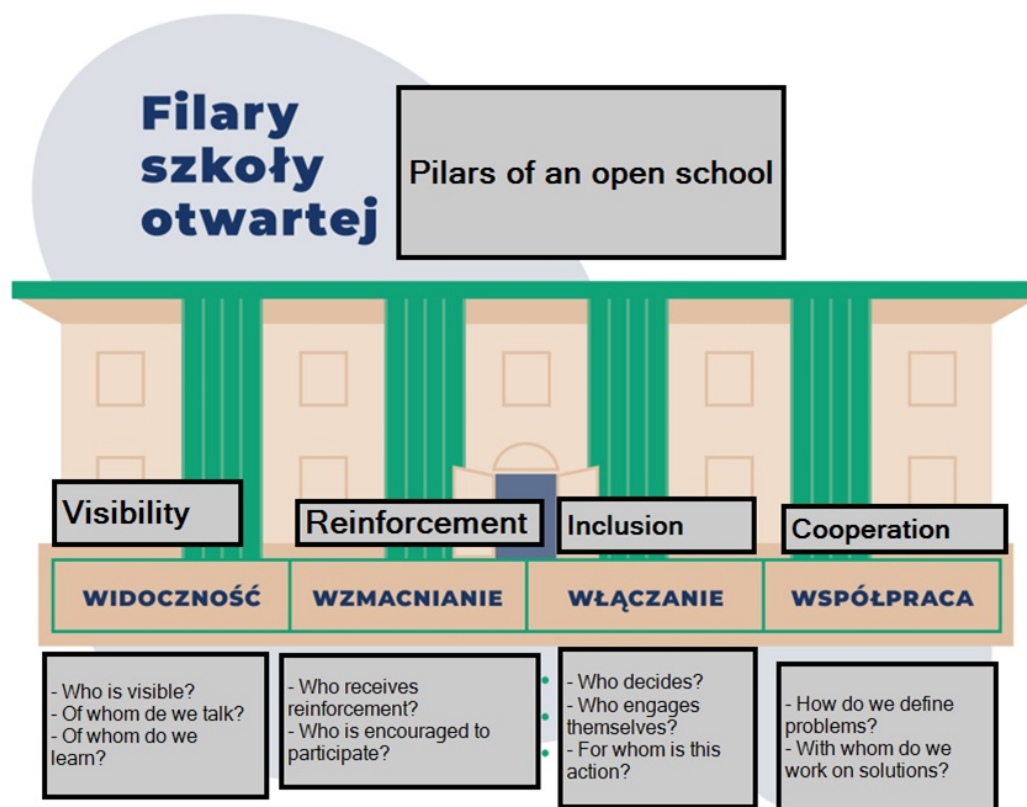 Filary
szkoły
otwartej
Pilars of an open school
Visibility
Reinforcement
Inclusion
Cooperation
WIDOCZNOŚĆ
WZMACNIANIE
WŁĄCZANIE
WSPÓŁPRACA
- Who is visible?
- Of whom de we talk?
- Of whom do we
learn?
- Who receives
reinforcement?
- Who is encouraged to
participate?
- Who decides?
- Who engages
themselves?
- For whom is this
action?
- How do we define
problems?
- With whom do we
work on solutions?